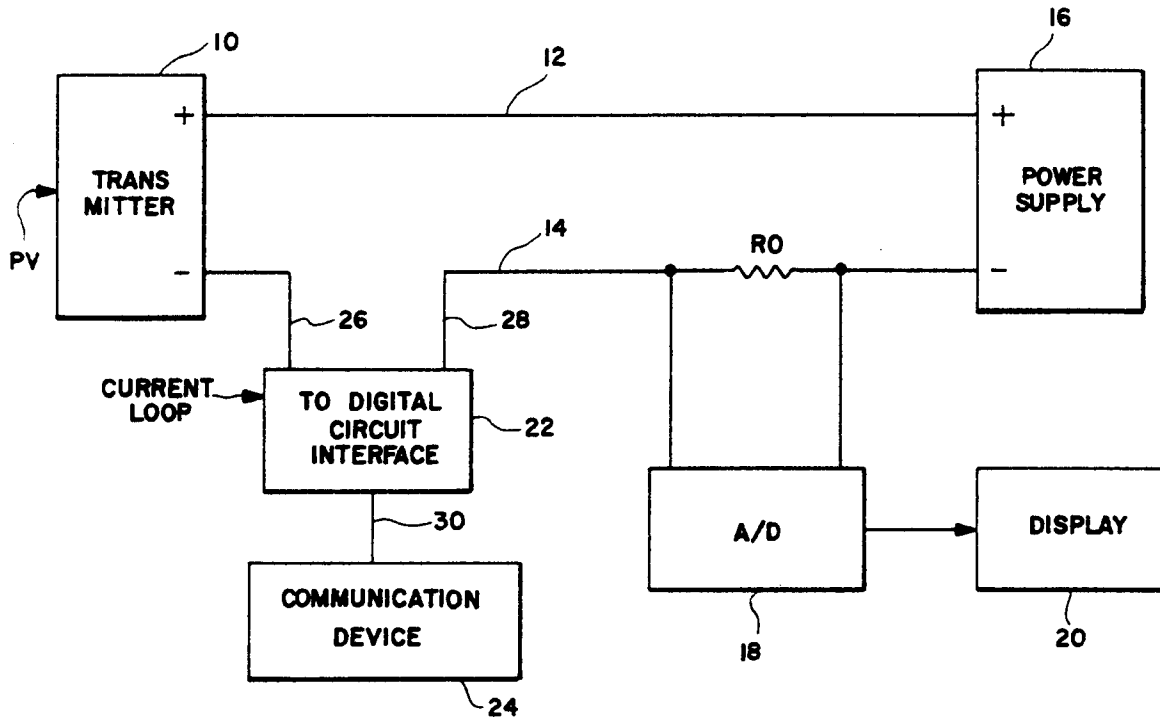 10
12
16
+
+
TRANS
MITTER
POWER
SUPPLY
PV
14
RO
-
-
26
28
CURRENT
LOOP
TO DIGITAL
CIRCUIT
INTERFACE
22
30
A/D
DISPLAY
COMMUNICATION
DEVICE
18
20
24